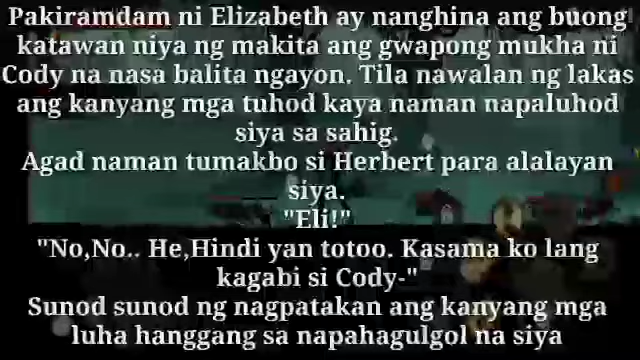 Pakiramdam ni Elizabeth ay nanghina ang buong
katawan niya ng makita ang gwapong mukha ni
Cody na nasa balita ngayon. Tila nawalan ng lakas
ang kanyang mga tuhod kaya naman napaluhod
siya sa sahig.
Agad naman tumakbo si Herbert para alalayan
siya.
"Eli!"
"No,No.. He,Hindi yan totoo. Kasama ko lang
kagabi si Cody-"
Sunod sunod ng nagpatakan ang kanyang mga
luha hanggang sa napahagulgol na siya